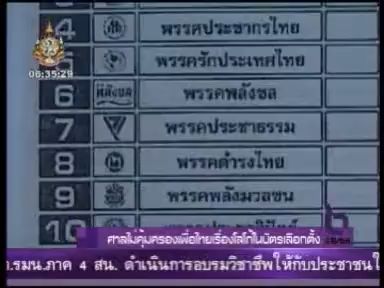 4 พรรคประชากรไทย
06:35:29
5 พรรครักประเทศไทย
6 พลังชล พรรคพลังชล
7 พรรคประชาธรรม
8 พรรคดำรงไทย
9 พรรคพลังมวลชน
10
ศาลไม่คุ้มครองเพื่อไทยเรื่องโลโก้ในบัตรเลือกตั้ง
อ.รมน.ภาค 4 สน. ดำเนินการอบรมวิชาชีพให้กับประชาชนใ